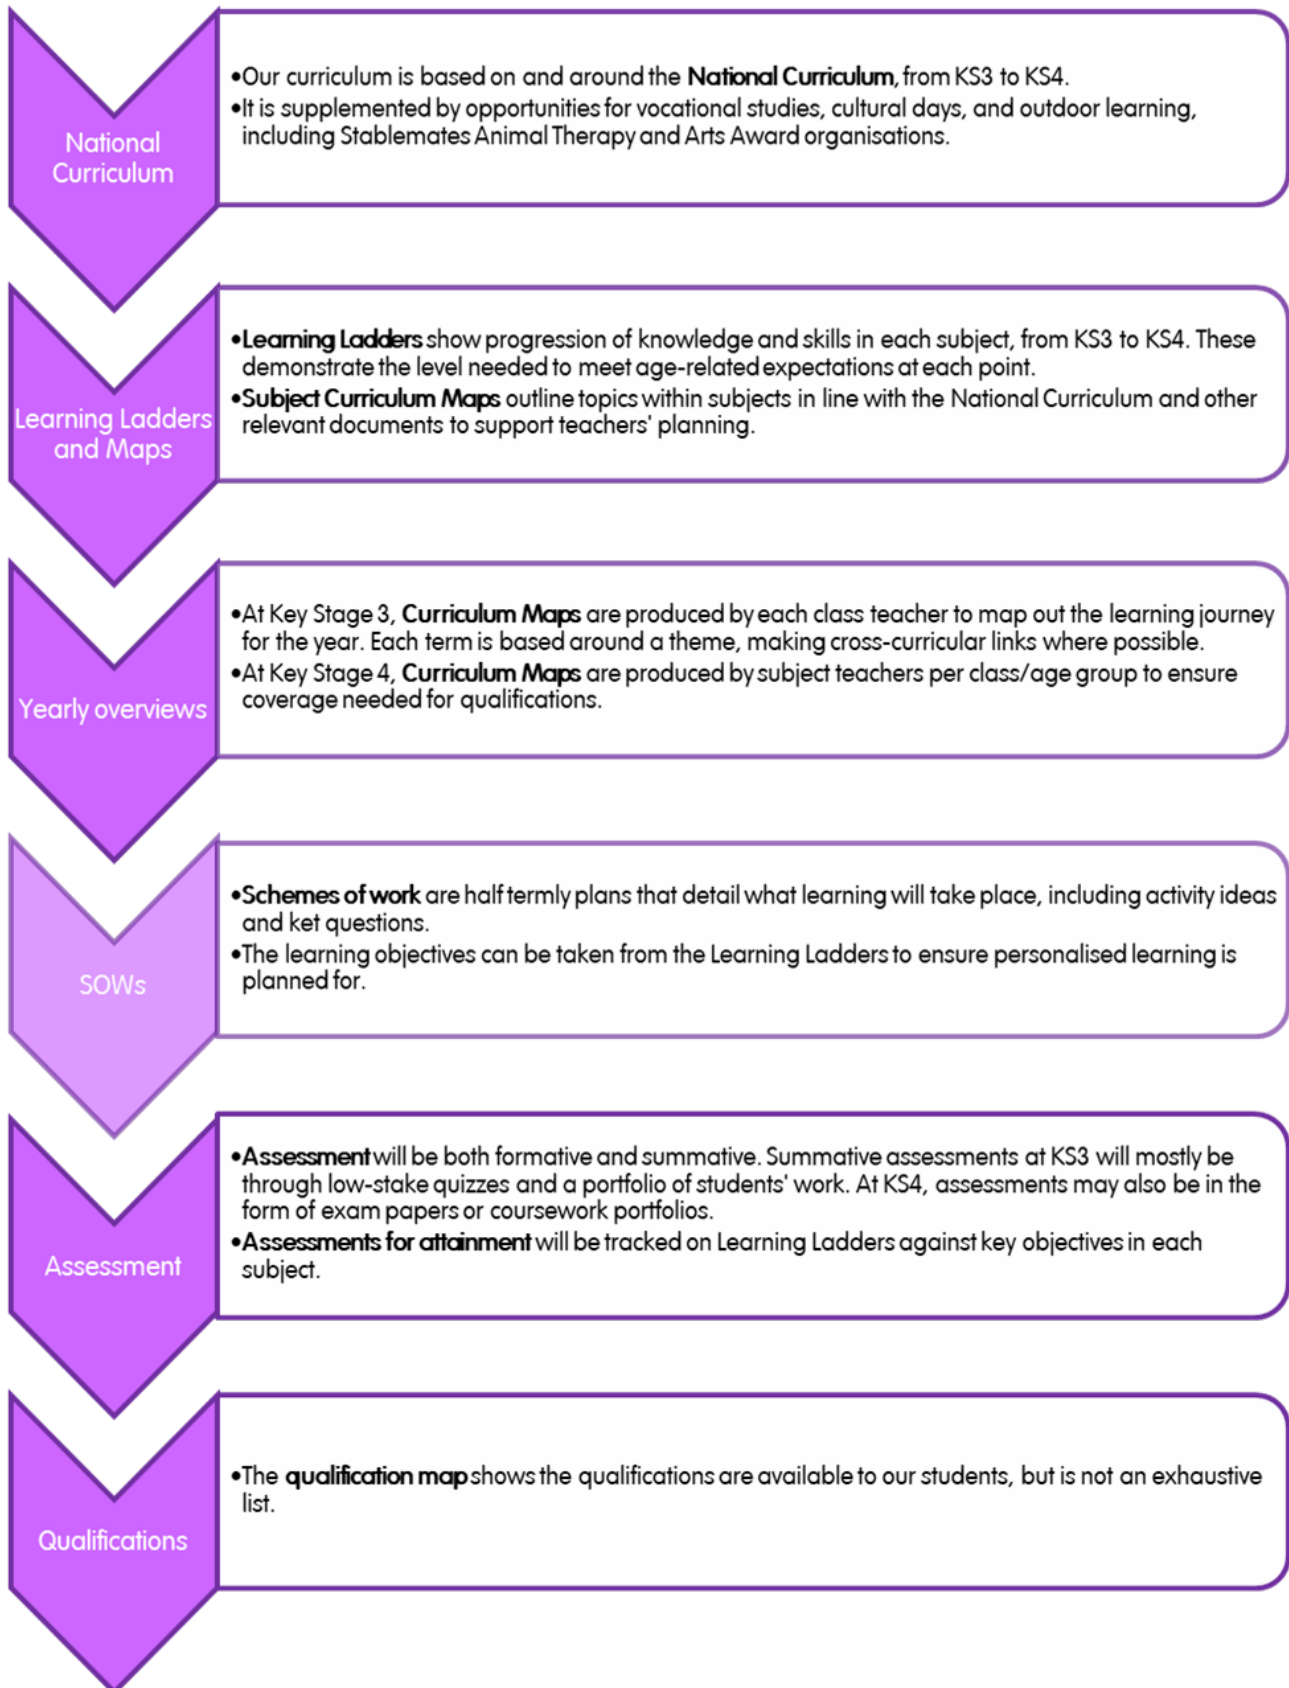 National
Curriculum
•Our curriculum is based on and around the National Curriculum, from KS3 to KS4.
•It is supplemented by opportunities for vocational studies, cultural days, and outdoor learning,
including Stablemates Animal Therapy and Arts Award organisations.
Learning Ladders
and Maps
•Learning Ladders show progression of knowledge and skills in each subject, from KS3 to KS4. These
demonstrate the level needed to meet age-related expectations at each point.
•Subject Curriculum Maps outline topics within subjects in line with the National Curriculum and other
relevant documents to support teachers' planning.
Yearly overviews
•At Key Stage 3, Curriculum Maps are produced by each class teacher to map out the learning journey
for the year. Each term is based around a theme, making cross-curricular links where possible.
•At Key Stage 4, Curriculum Maps are produced by subject teachers per class/age group to ensure
coverage needed for qualifications.
SOWs
•Schemes of work are half termly plans that detail what learning will take place, including activity ideas
and ket questions.
•The learning objectives can be taken from the Learning Ladders to ensure personalised learning is
planned for.
Assessment
•Assessment will be both formative and summative. Summative assessments at KS3 will mostly be
through low-stake quizzes and a portfolio of students' work. At KS4, assessments may also be in the
form of exam papers or coursework portfolios.
•Assessments for attainment will be tracked on Learning Ladders against key objectives in each
subject.
Qualifications
•The qualification map shows the qualifications are available to our students, but is not an exhaustive
list.